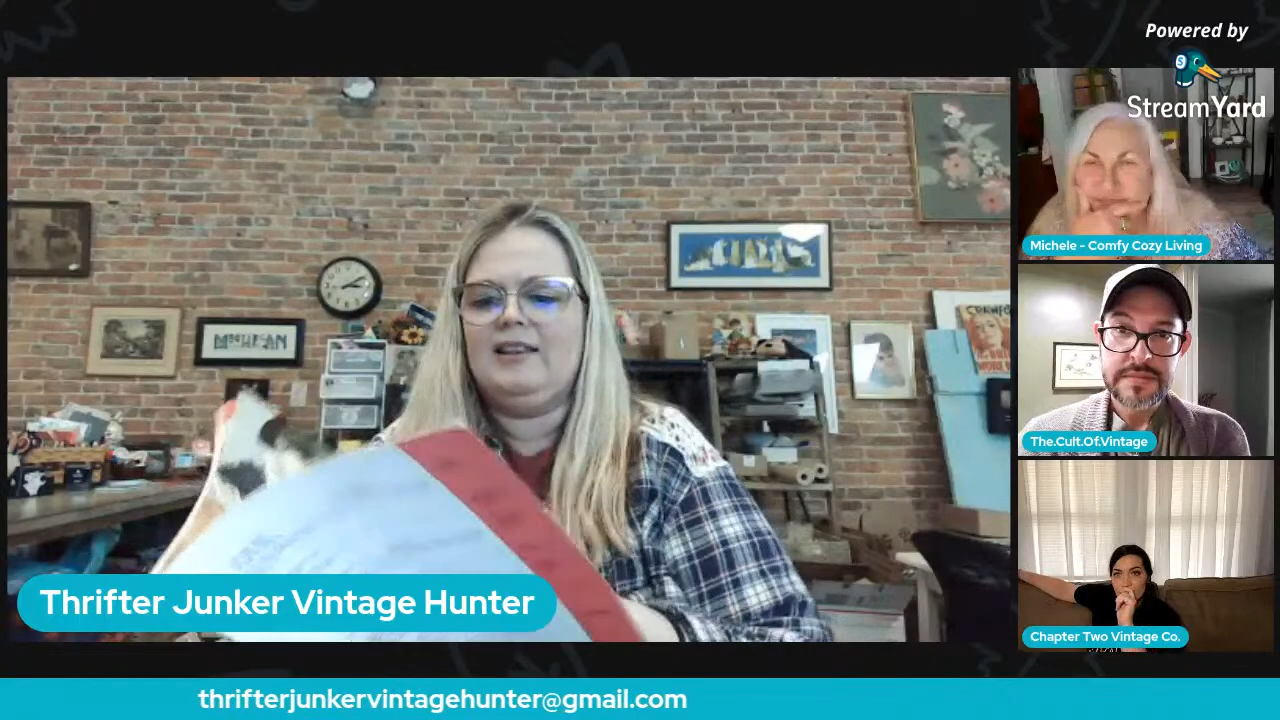 Powered by
StreamYard
Michele - Comfy Cozy Living
The.Cult.Of.Vintage
Chapter Two Vintage Co.
MICHIGAN
CRAWFO
Thrifter Junker Vintage Hunter
thrifterjunkervintagehunter@gmail.com